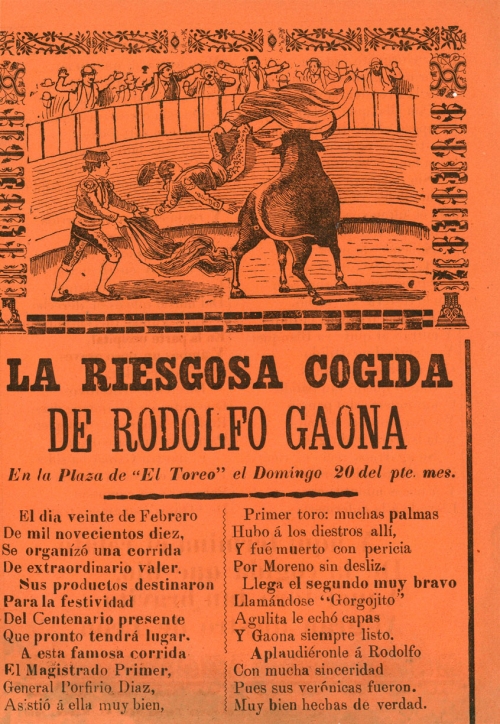 LA RIESGOSA COGIDA
DE RODOLFO GAONA
En la Plaza de "El Toreo" el Domingo 20 del pte. mes.
El dia veinte de Febrero
De mil novecientos diez,
Se organizó una corrida
De extraordinario valer.
Sus productos destinaron
Para la festividad
Del Centenario presente
Que pronto tendrá lugar.
A esta famosa corrida
El Magistrado Primer,
General Porfirio Diaz,
Asistió á ella muy bien,
Primer toro: muchas palmas
Hubo á los diestros allí,
Y fué muerto con pericia
Por Moreno sin desliz.
Llega el segundo muy bravo
Llamándose "Gorgojito"
Agulita le echó capas
Y Gaona siempre listo.
Aplaudiéronle á Rodolfo
Con mucha sinceridad
Pues sus verónicas fueron.
Muy bien hechas de verdad.